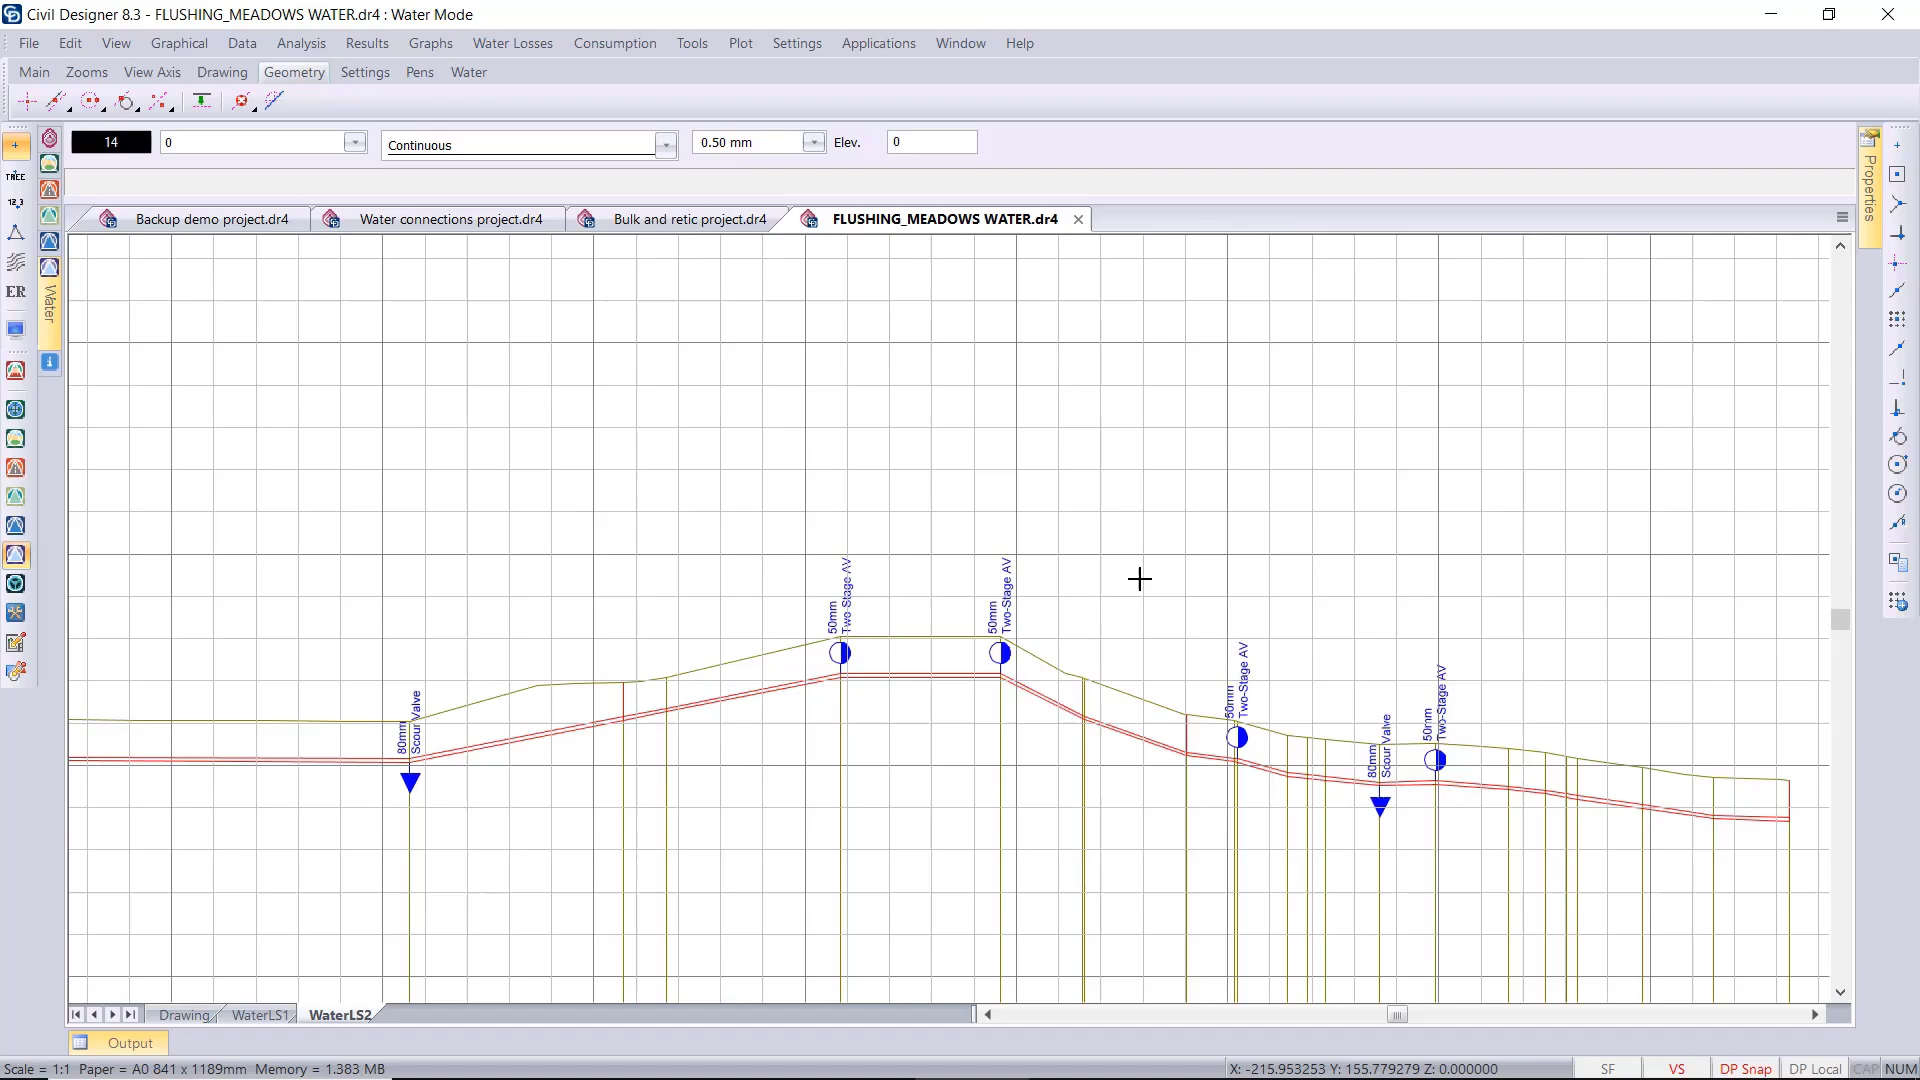 Civil Designer 8.3 - FLUSHING_MEADOWS WATER.dr4 : Water Mode
File Edit View Graphical Data Analysis Results Graphs Water Losses Consumption Tools Plot Settings Applications Window Help
Main Zooms View Axis Drawing Geometry Settings Pens Water
14 0 Continuous 0.50 mm Elev. 0
Backup demo project.dr4 Water connections project.dr4 Bulk and retic project.dr4 FLUSHING_MEADOWS WATER.dr4
TREE
ER
Water
Properties
80mm
Scour Valve
50mm
Two-Stage AV
50mm
Two-Stage AV
50mm
Two-Stage AV
80mm
Scour Valve
50mm
Two-Stage AV
Drawing WaterLS1 WaterLS2
Output
Scale = 1:1 Paper = A0 841 x 1189mm Memory = 1.383 MB X: -215.953253 Y: 155.779279 Z: 0.000000 SF VS DP Snap DP Local CAP NUM